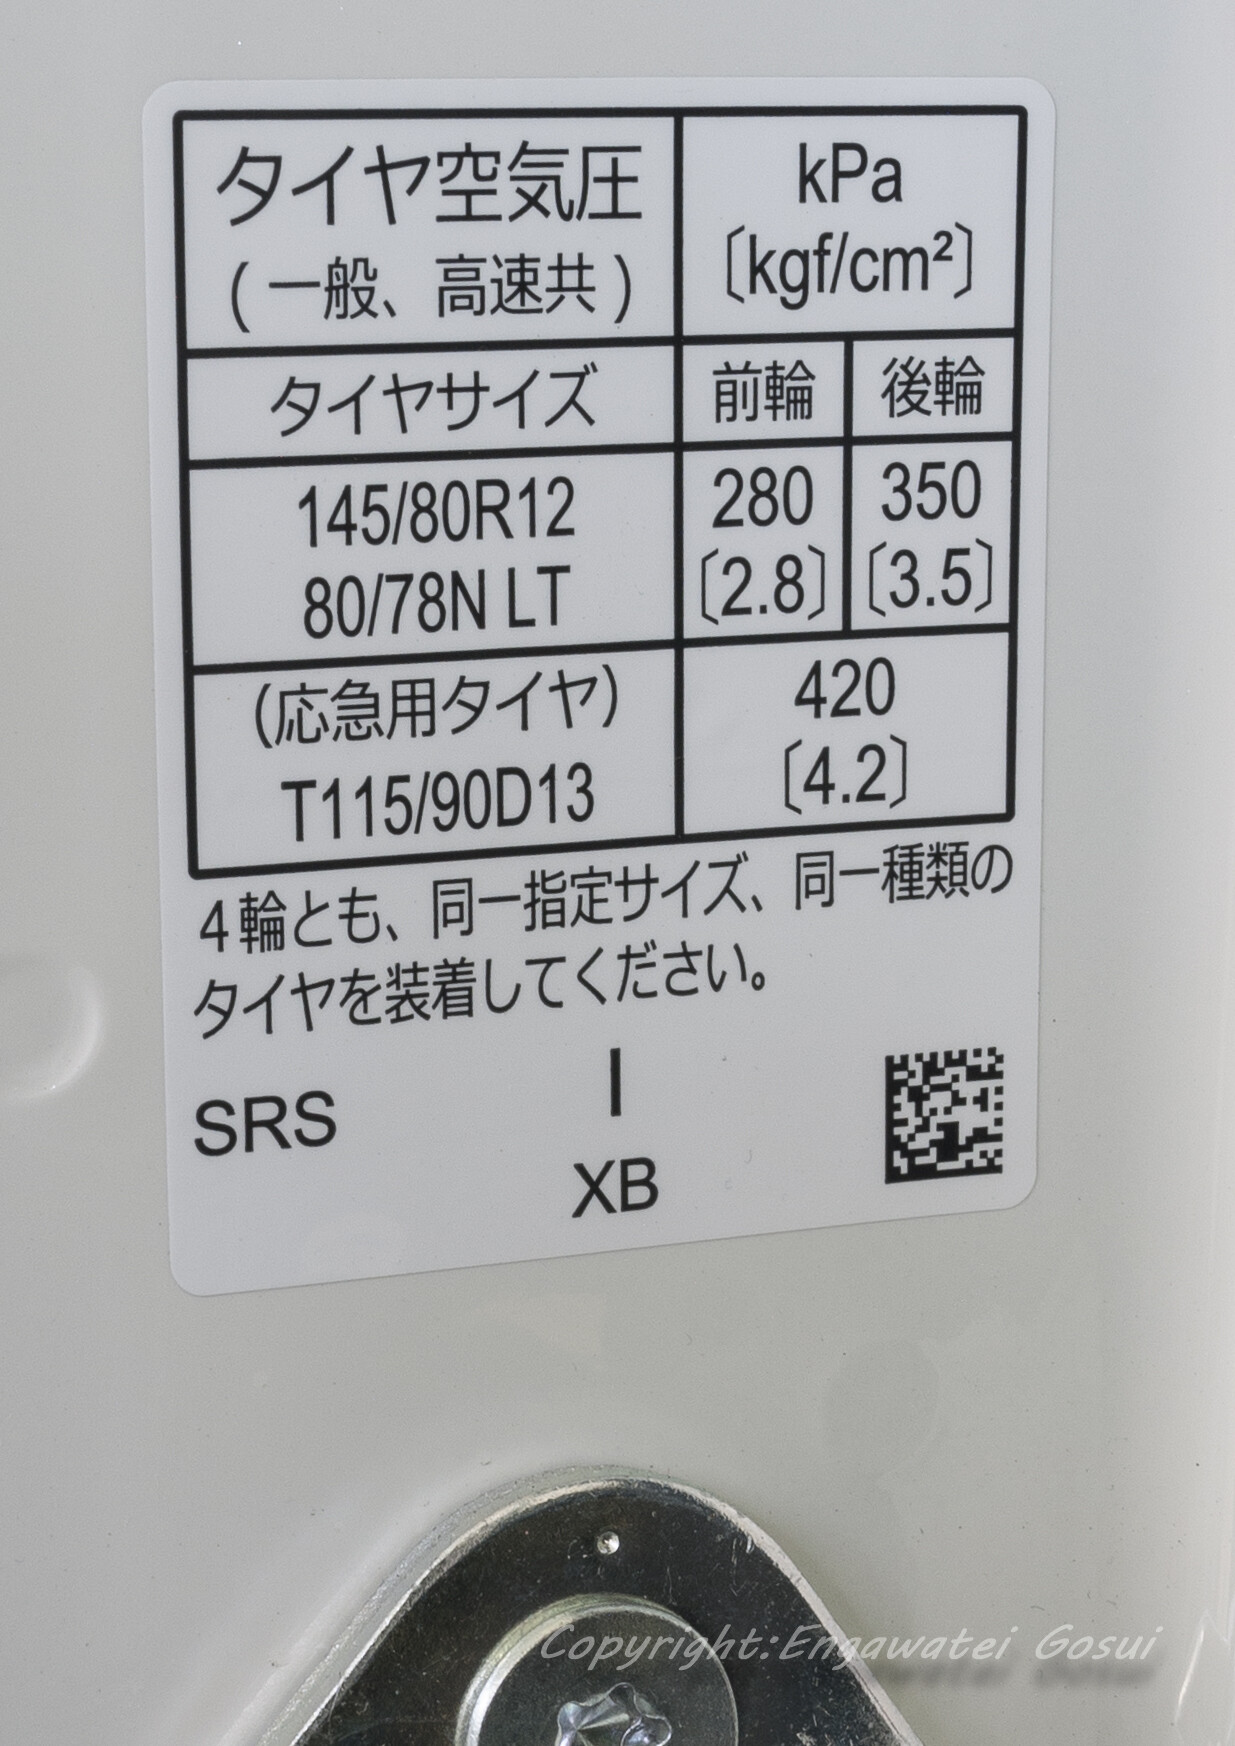 タイヤ空気圧
(一般、高速共)
kPa
〔kgf/cm²〕
タイヤサイズ
前輪
後輪
145/80R12
80/78N LT
280
〔2.8〕
350
〔3.5〕
(応急用タイヤ)
T115/90D13
420
〔4.2〕
4輪とも、同一指定サイズ、同一種類の
タイヤを装着してください。
SRS
I
XB
Copyright:Engawatei Gosui